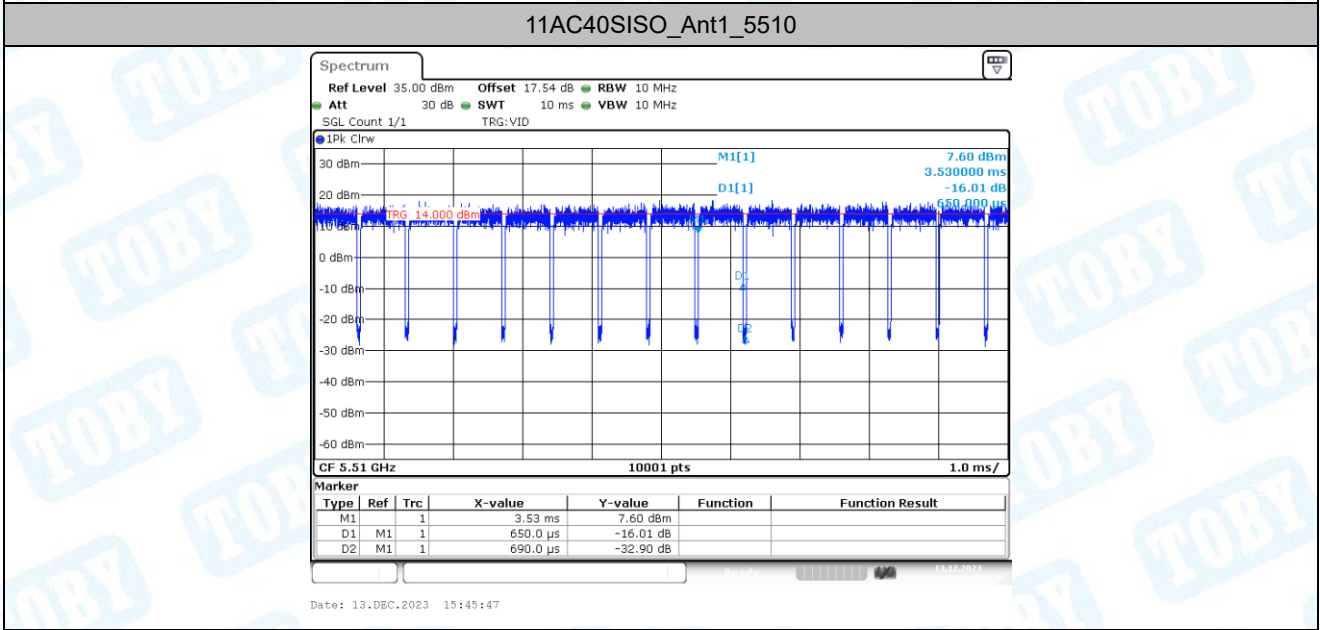 11AC40SISO_Ant1_5510
Spectrum
Ref Level 35.00 dBm Offset 17.54 dB RBW 10 MHz
Att 30 dB SWT 10 ms VBW 10 MHz
SGL Count 1/1 TRG:VID
1Pk Clrw
M1[1] 7.60 dBm
3.530000 ms
D1[1] -16.01 dB
650.000 µs
30 dBm
20 dBm
TRG 14.000 dBm
10 dBm
0 dBm
D1
-10 dBm
-20 dBm
D2
-30 dBm
-40 dBm
-50 dBm
-60 dBm
CF 5.51 GHz 10001 pts 1.0 ms/
Marker
Type Ref Trc X-value Y-value Function Function Result
M1 1 3.53 ms 7.60 dBm
D1 M1 1 650.0 µs -16.01 dB
D2 M1 1 690.0 µs -32.90 dB
Ready 13.12.2023
Date: 13.DEC.2023 15:45:47
TOBY